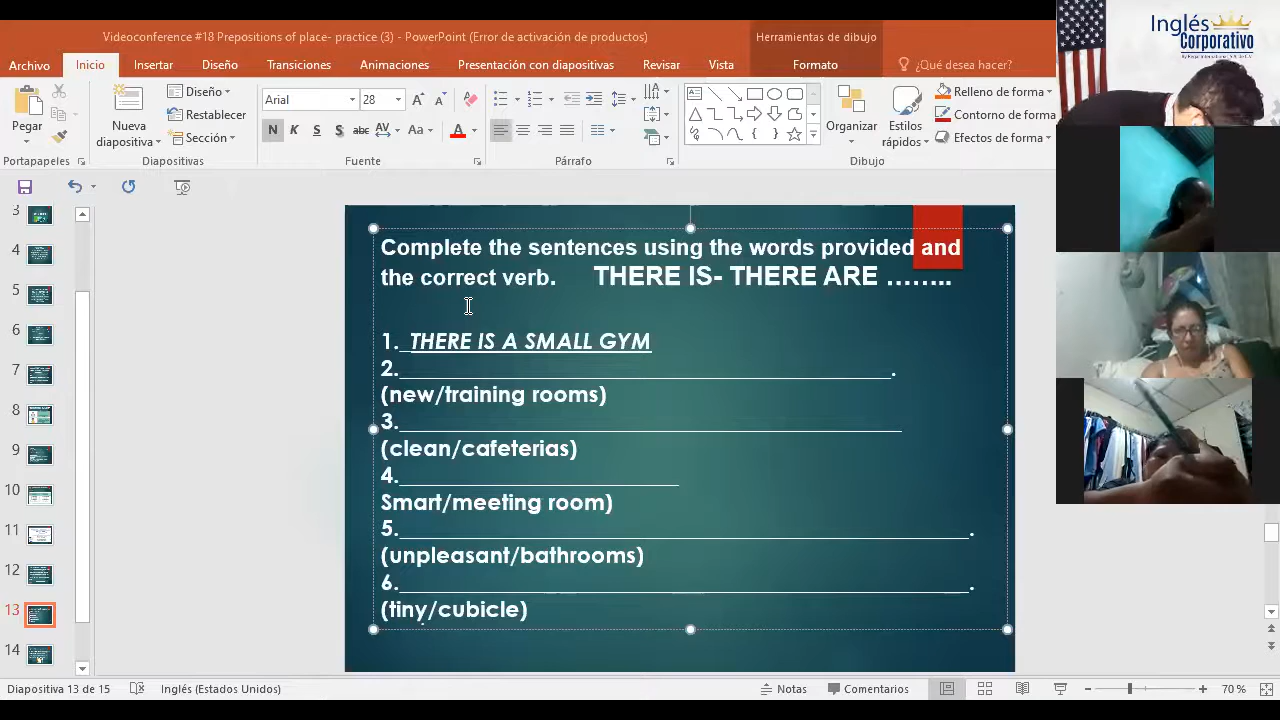 Videoconference #18 Prepositions of place- practice (3) - PowerPoint (Error de activación de productos)
Herramientas de dibujo
Archivo
Inicio
Insertar
Diseño
Transiciones
Animaciones
Presentación con diapositivas
Revisar
Vista
Formato
¿Qué desea hacer?
Pegar
Nueva
diapositiva
Diseño
Restablecer
Sección
Arial
28
N
K
S
S
abc
AV
Aa
A
Organizar
Estilos
rápidos
Relleno de forma
Contorno de forma
Efectos de forma
Portapapeles
Diapositivas
Fuente
Párrafo
Dibujo
Inglés
Corporativo
3
4
5
6
7
8
9
10
11
12
13
14
Complete the sentences using the words provided and
the correct verb. THERE IS- THERE ARE ……..
1._THERE IS A SMALL GYM
2.____________________________________________.
(new/training rooms)
3.____________________________________________
(clean/cafeterias)
4._________________________
Smart/meeting room)
5.___________________________________________________.
(unpleasant/bathrooms)
6.___________________________________________________.
(tiny/cubicle)
Diapositiva 13 de 15
Inglés (Estados Unidos)
Notas
Comentarios
70 %